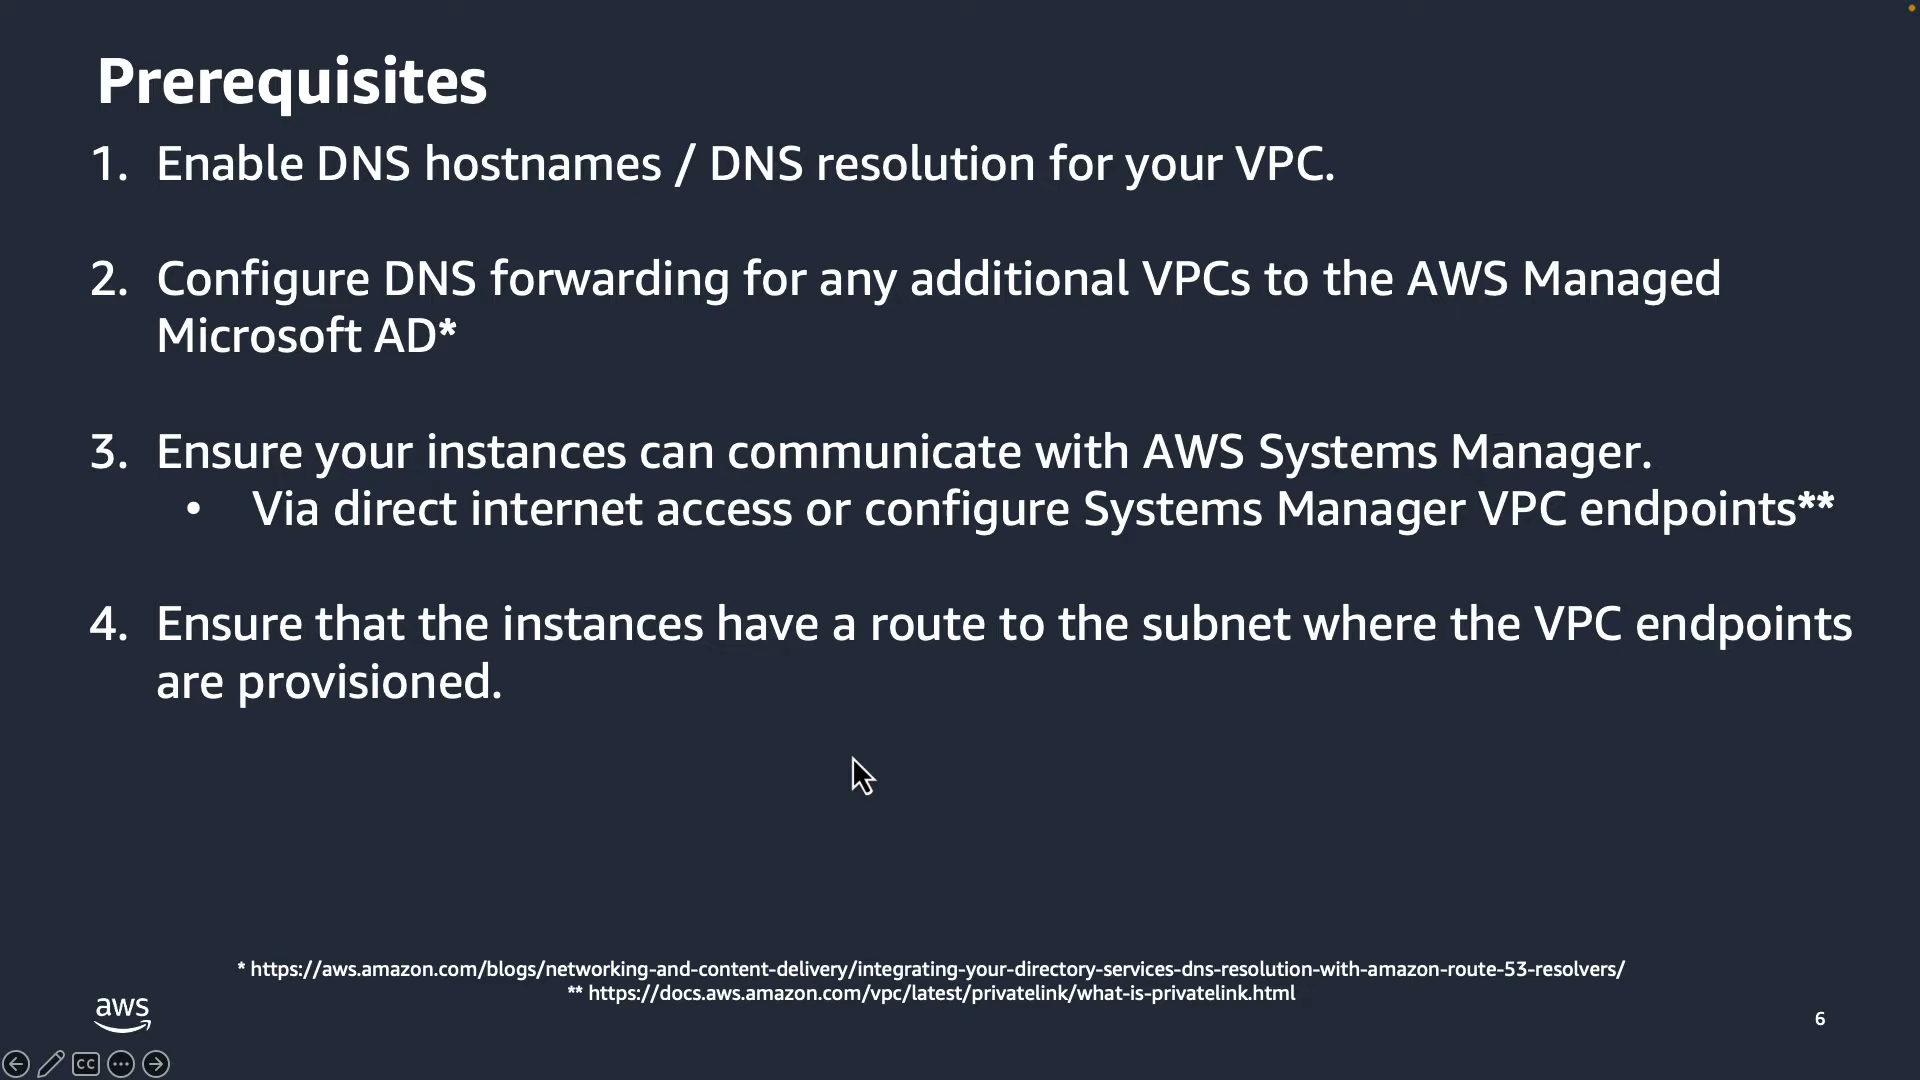 Prerequisites
1. Enable DNS hostnames / DNS resolution for your VPC.
2. Configure DNS forwarding for any additional VPCs to the AWS Managed
Microsoft AD*
3. Ensure your instances can communicate with AWS Systems Manager.
• Via direct internet access or configure Systems Manager VPC endpoints**
4. Ensure that the instances have a route to the subnet where the VPC endpoints
are provisioned.
* https://aws.amazon.com/blogs/networking-and-content-delivery/integrating-your-directory-services-dns-resolution-with-amazon-route-53-resolvers/
** https://docs.aws.amazon.com/vpc/latest/privatelink/what-is-privatelink.html
aws
6
CC